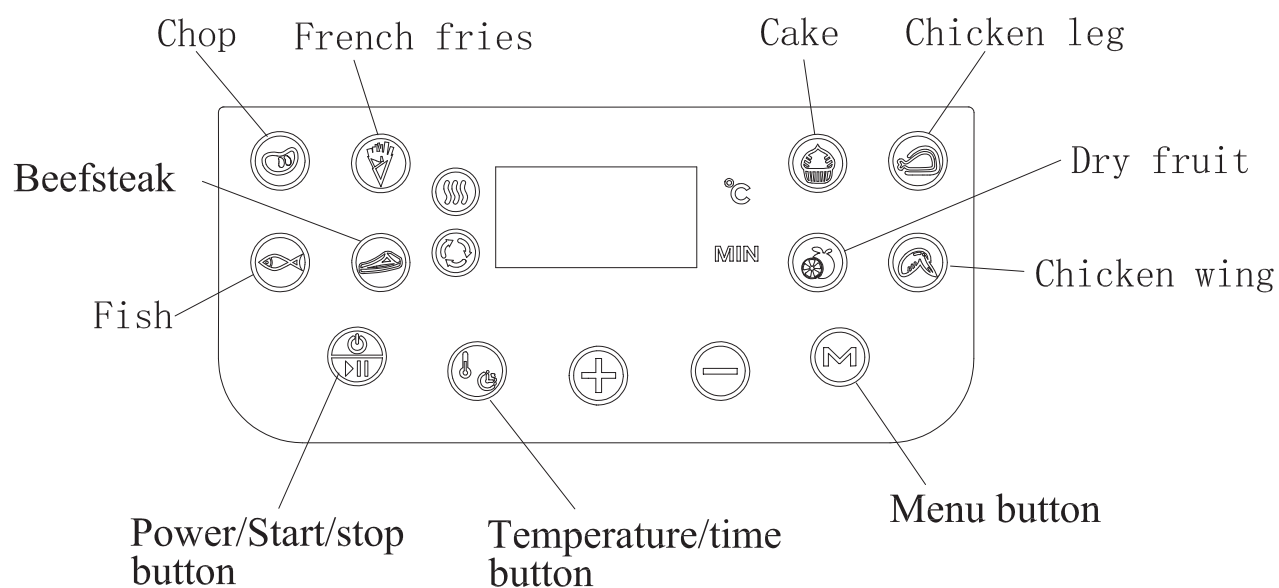 Chop
French fries
Cake
Chicken leg
Beefsteak
Dry fruit
℃
MIN
Fish
Chicken wing
M
Power/Start/stop
button
Temperature/time
button
Menu button